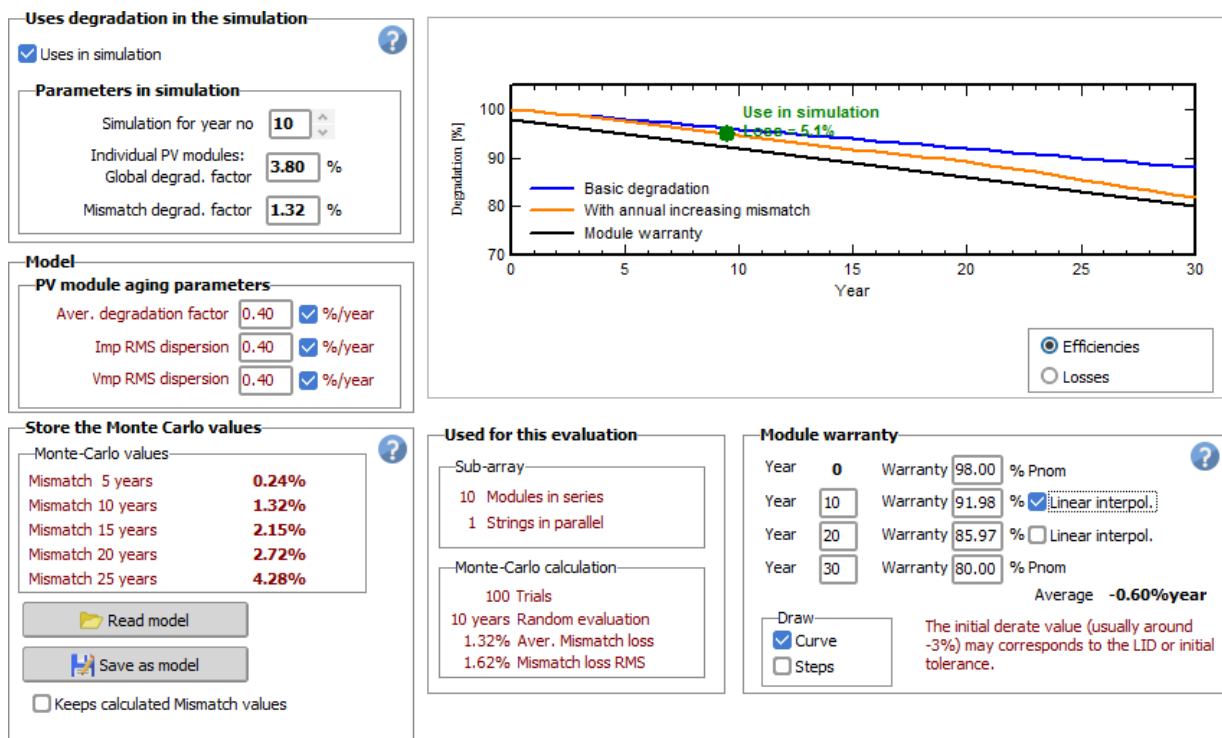 Uses degradation in the simulation
Uses in simulation
Parameters in simulation
Simulation for year no 10
Individual PV modules:
Global degrad. factor 3.80 %
Mismatch degrad. factor 1.32 %
Model
PV module aging parameters
Aver. degradation factor 0.40 %/year
Imp RMS dispersion 0.40 %/year
Vmp RMS dispersion 0.40 %/year
Store the Monte Carlo values
Monte-Carlo values
Mismatch 5 years 0.24%
Mismatch 10 years 1.32%
Mismatch 15 years 2.15%
Mismatch 20 years 2.72%
Mismatch 25 years 4.28%
Read model
Save as model
Keeps calculated Mismatch values
Degradation [%]
100
90
80
70
Use in simulation
Loss = 5.1%
Basic degradation
With annual increasing mismatch
Module warranty
0 5 10 15 20 25 30
Year
Efficiencies
Losses
Used for this evaluation
Sub-array
10 Modules in series
1 Strings in parallel
Monte-Carlo calculation
100 Trials
10 years Random evaluation
1.32% Aver. Mismatch loss
1.62% Mismatch loss RMS
Module warranty
Year 0 Warranty 98.00 % Pnom
Year 10 Warranty 91.98 % Linear interpol.
Year 20 Warranty 85.97 % Linear interpol.
Year 30 Warranty 80.00 % Pnom
Average -0.60%year
Draw
Curve
Steps
The initial derate value (usually around
-3%) may corresponds to the LID or initial
tolerance.